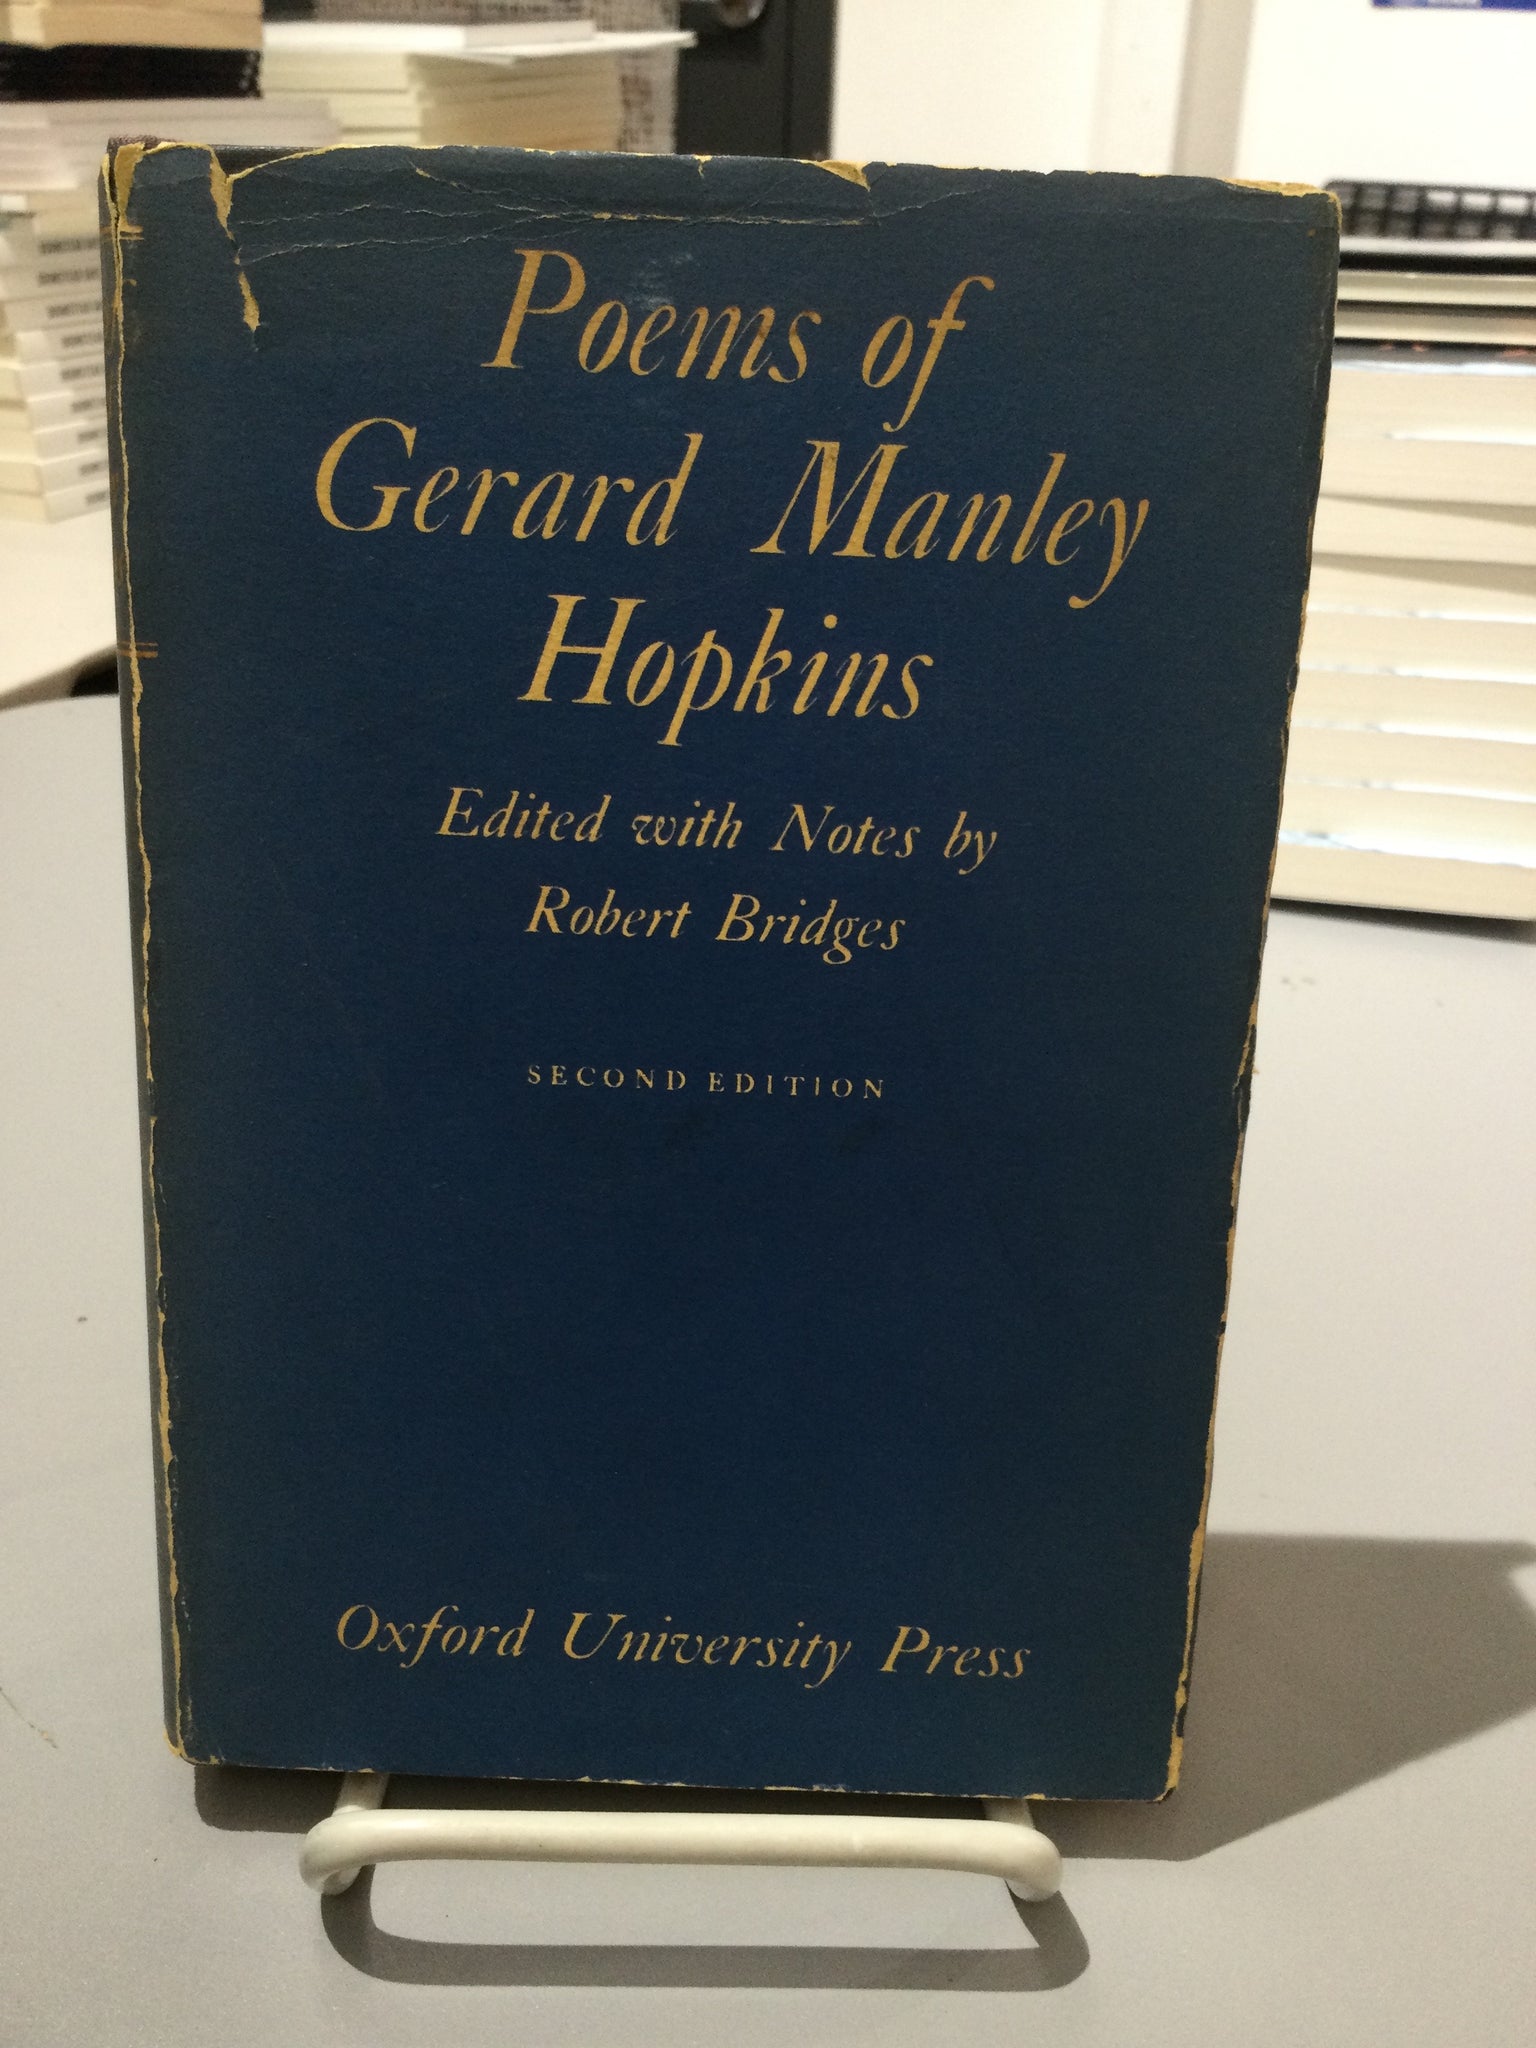 Poems of
Gerard Manley
Hopkins
Edited with Notes by
Robert Bridges
SECOND EDITION
Oxford University Press